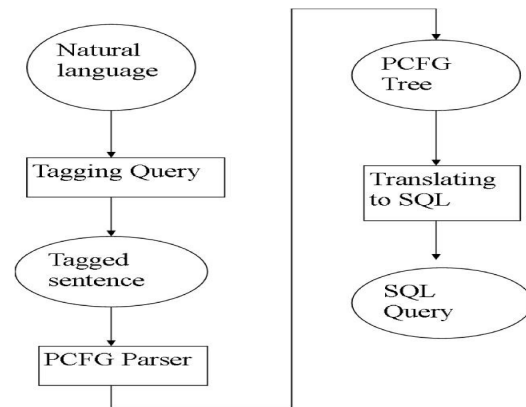 Natural
language
Tagging Query
Tagged
sentence
PCFG Parser
PCFG
Tree
Translating
to SQL
SQL
Query